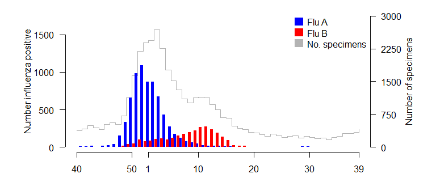 Flu A
Flu B
No. specimens
Number influenza positive
1500
1000
500
0
3000
2250
1500
750
0
Number of specimens
40 50 1 10 20 30 39